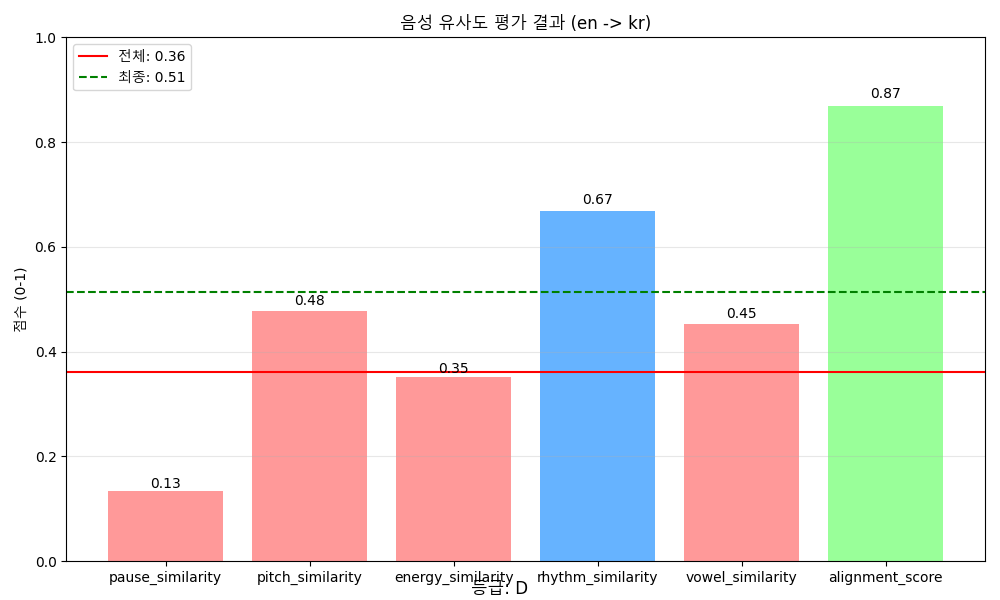 음성 유사도 평가 결과 (en -> kr)
전체: 0.36
최종: 0.51
점수 (0-1)
1.0
0.8
0.6
0.4
0.2
0.0
0.13
0.48
0.35
0.67
0.45
0.87
pause_similarity
pitch_similarity
energy_similarity
rhythm_similarity
vowel_similarity
alignment_score
등급: D